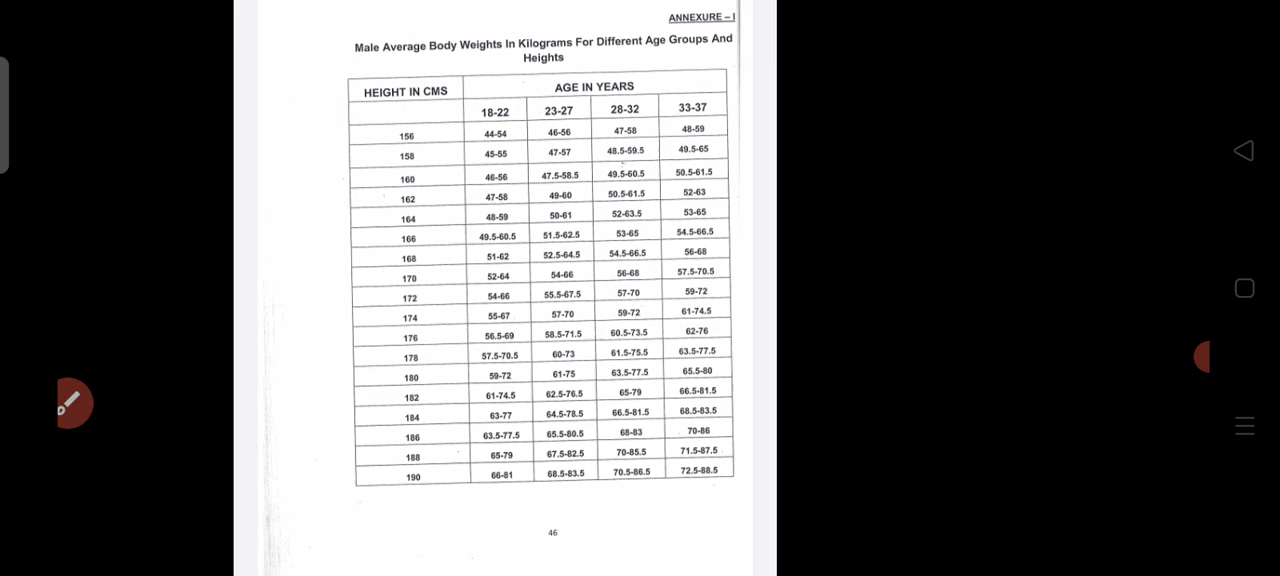 ANNEXURE – I
Male Average Body Weights In Kilograms For Different Age Groups And
Heights
HEIGHT IN CMS AGE IN YEARS
18-22 23-27 28-32 33-37
156 44-54 46-56 47-58 48-59
158 45-55 47-57 48.5-59.5 49.5-65
160 46-56 47.5-58.5 49.5-60.5 50.5-61.5
162 47-58 49-60 50.5-61.5 52-63
164 48-59 50-61 52-63.5 53-65
166 49.5-60.5 51.5-62.5 53-65 54.5-66.5
168 51-62 52.5-64.5 54.5-66.5 56-68
170 52-64 54-66 56-68 57.5-70.5
172 54-66 55.5-67.5 57-70 59-72
174 55-67 57-70 59-72 61-74.5
176 56.5-69 58.5-71.5 60.5-73.5 62-76
178 57.5-70.5 60-73 61.5-75.5 63.5-77.5
180 59-72 61-75 63.5-77.5 65.5-80
182 61-74.5 62.5-76.5 65-79 66.5-81.5
184 63-77 64.5-78.5 66.5-81.5 68.5-83.5
186 63.5-77.5 65.5-80.5 68-83 70-86
188 65-79 67.5-82.5 70-85.5 71.5-87.5
190 66-81 68.5-83.5 70.5-86.5 72.5-88.5
46